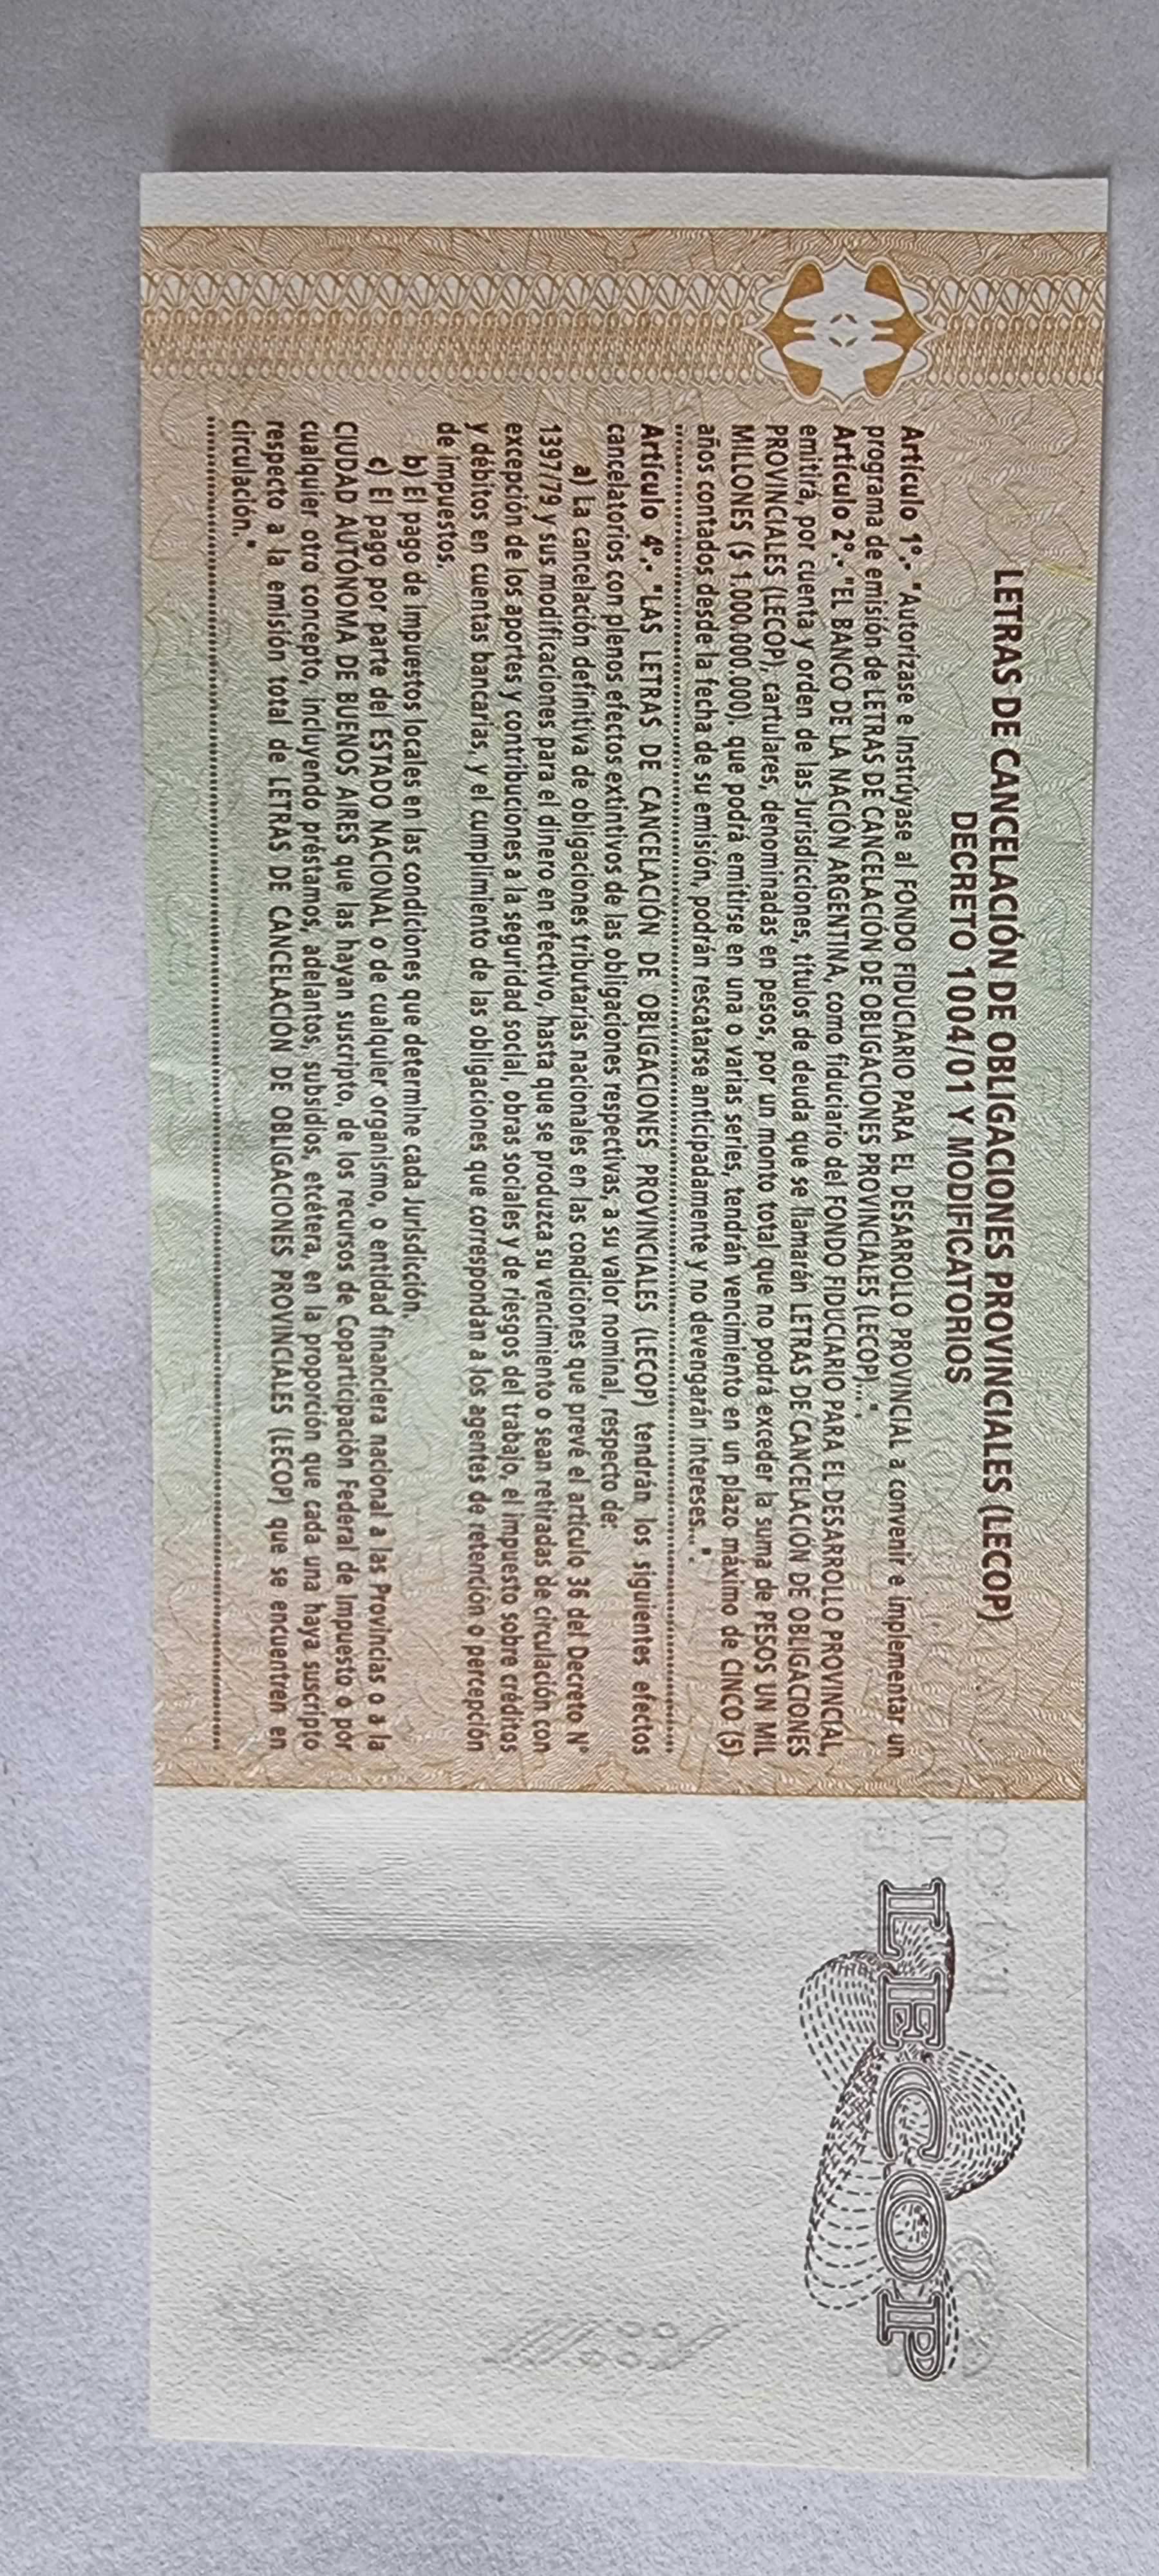 LETRAS DE CANCELACIÓN DE OBLIGACIONES PROVINCIALES (LECOP)
DECRETO 1004/01 Y MODIFICATORIOS
Artículo 1º.- "Autorízase e Instrúyase al FONDO FIDUCIARIO PARA EL DESARROLLO PROVINCIAL a convenir e implementar un
programa de emisión de LETRAS DE CANCELACIÓN DE OBLIGACIONES PROVINCIALES (LECOP)...".
Artículo 2º.- "EL BANCO DE LA NACIÓN ARGENTINA, como fiduciario del FONDO FIDUCIARIO PARA EL DESARROLLO PROVINCIAL,
emitirá, por cuenta y orden de las Jurisdicciones, títulos de deuda que se llamarán LETRAS DE CANCELACIÓN DE OBLIGACIONES
PROVINCIALES (LECOP), cartulares, denominadas en pesos, por un monto total que no podrá exceder la suma de PESOS UN MIL
MILLONES ($ 1.000.000.000), que podrá emitirse en una o varias series, tendrán vencimiento en un plazo máximo de CINCO (5)
años contados desde la fecha de su emisión, podrán rescatarse anticipadamente y no devengarán intereses...".
Artículo 4º.- "LAS LETRAS DE CANCELACIÓN DE OBLIGACIONES PROVINCIALES (LECOP) tendrán los siguientes efectos
cancelatorios con plenos efectos extintivos de las obligaciones respectivas, a su valor nominal, respecto de:
a) La cancelación definitiva de obligaciones tributarias nacionales en las condiciones que prevé el artículo 36 del Decreto Nº
1397/79 y sus modificaciones para el dinero en efectivo, hasta que se produzca su vencimiento o sean retiradas de circulación con
excepción de los aportes y contribuciones a la seguridad social, obras sociales y de riesgos del trabajo, el impuesto sobre créditos
y débitos en cuentas bancarias, y el cumplimiento de las obligaciones que correspondan a los agentes de retención o percepción
de impuestos.
b) El pago de impuestos locales en las condiciones que determine cada Jurisdicción.
c) El pago por parte del ESTADO NACIONAL o de cualquier organismo, o entidad financiera nacional a las Provincias o a la
CIUDAD AUTÓNOMA DE BUENOS AIRES que las hayan suscripto, de los recursos de Coparticipación Federal de Impuesto o por
cualquier otro concepto, incluyendo préstamos, adelantos, subsidios, etcétera, en la proporción que cada una haya suscripto
respecto a la emisión total de LETRAS DE CANCELACIÓN DE OBLIGACIONES PROVINCIALES (LECOP) que se encuentren en
circulación."
LECOP